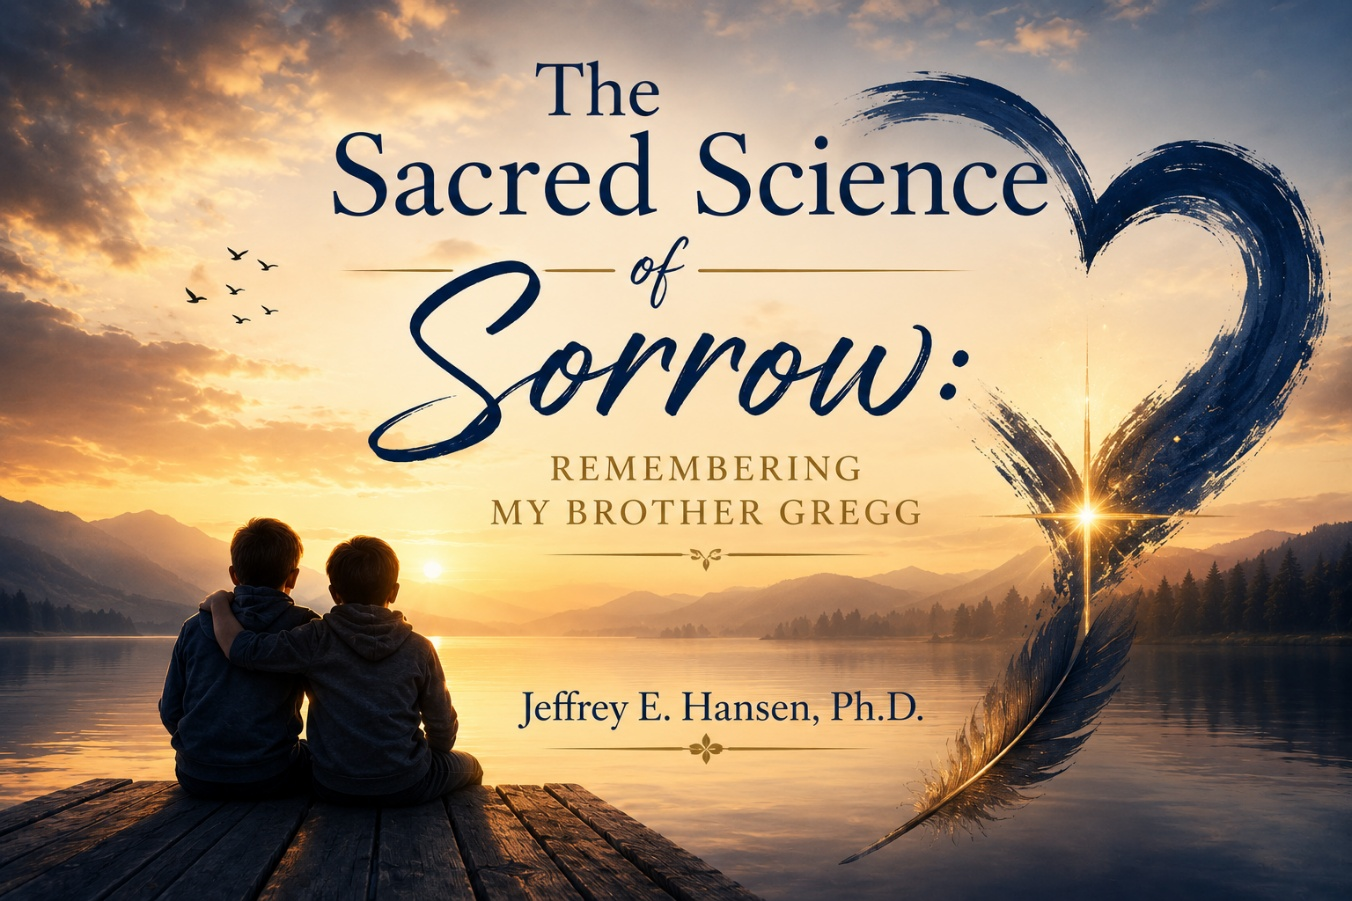 The
Sacred Science
of
Sorrow:
REMEMBERING
MY BROTHER GREGG
Jeffrey E. Hansen, Ph.D.